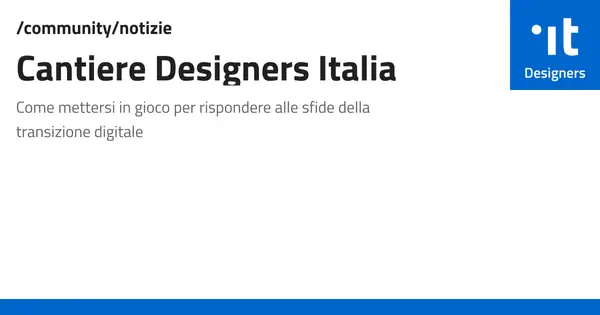 /community/notizie
Cantiere Designers Italia
Come mettersi in gioco per rispondere alle sfide della
transizione digitale
it
Designers